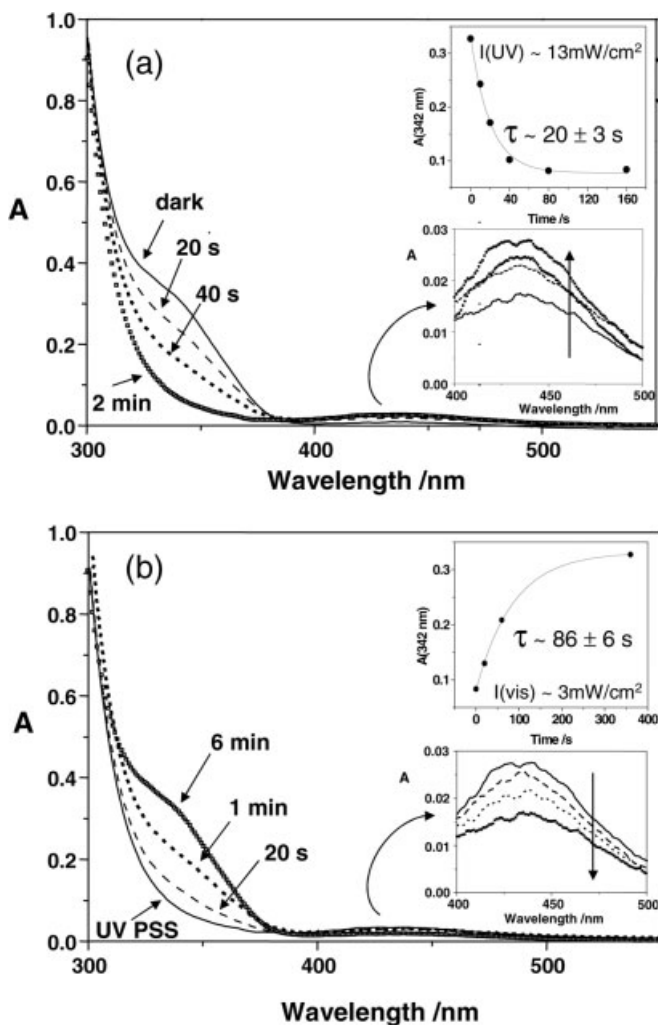 (a)
I(UV) ~ 13mW/cm²
τ ~ 20 ± 3 s
A(342 nm)
0.3
0.2
0.1
0 40 80 120 160
Time /s
1.0
0.8
0.6
0.4
0.2
0.0
A
dark
20 s
40 s
2 min
A
0.03
0.02
0.01
0.00
400 450 500
Wavelength /nm
300 400 500
Wavelength /nm
(b)
A(342 nm)
0.3
0.2
0.1
τ ~ 86 ± 6 s
I(vis) ~ 3mW/cm²
0 100 200 300 400
Time /s
1.0
0.8
0.6
0.4
0.2
0.0
A
6 min
1 min
20 s
UV PSS
A
0.03
0.02
0.01
0.00
400 450 500
Wavelength /nm
300 400 500
Wavelength /nm